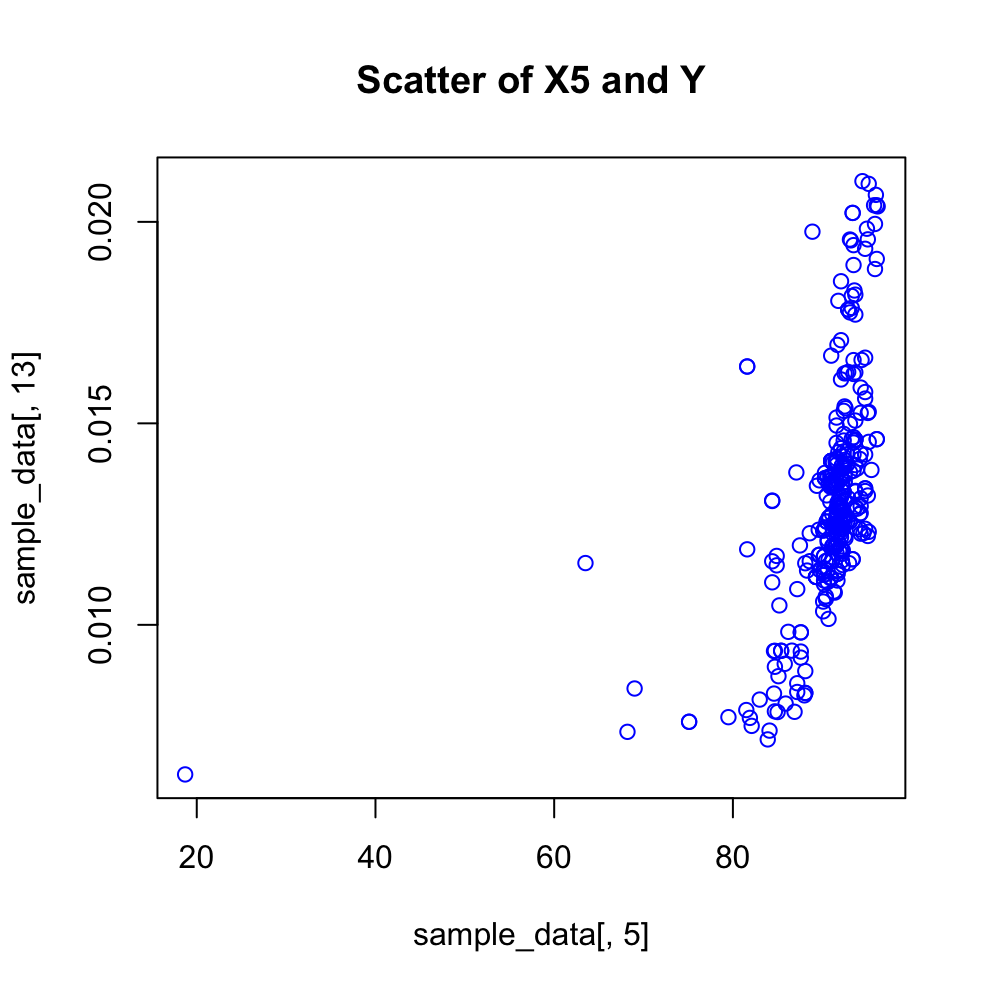 Scatter of X5 and Y
0.020
0.015
0.010
sample_data[, 13]
20 40 60 80
sample_data[, 5]